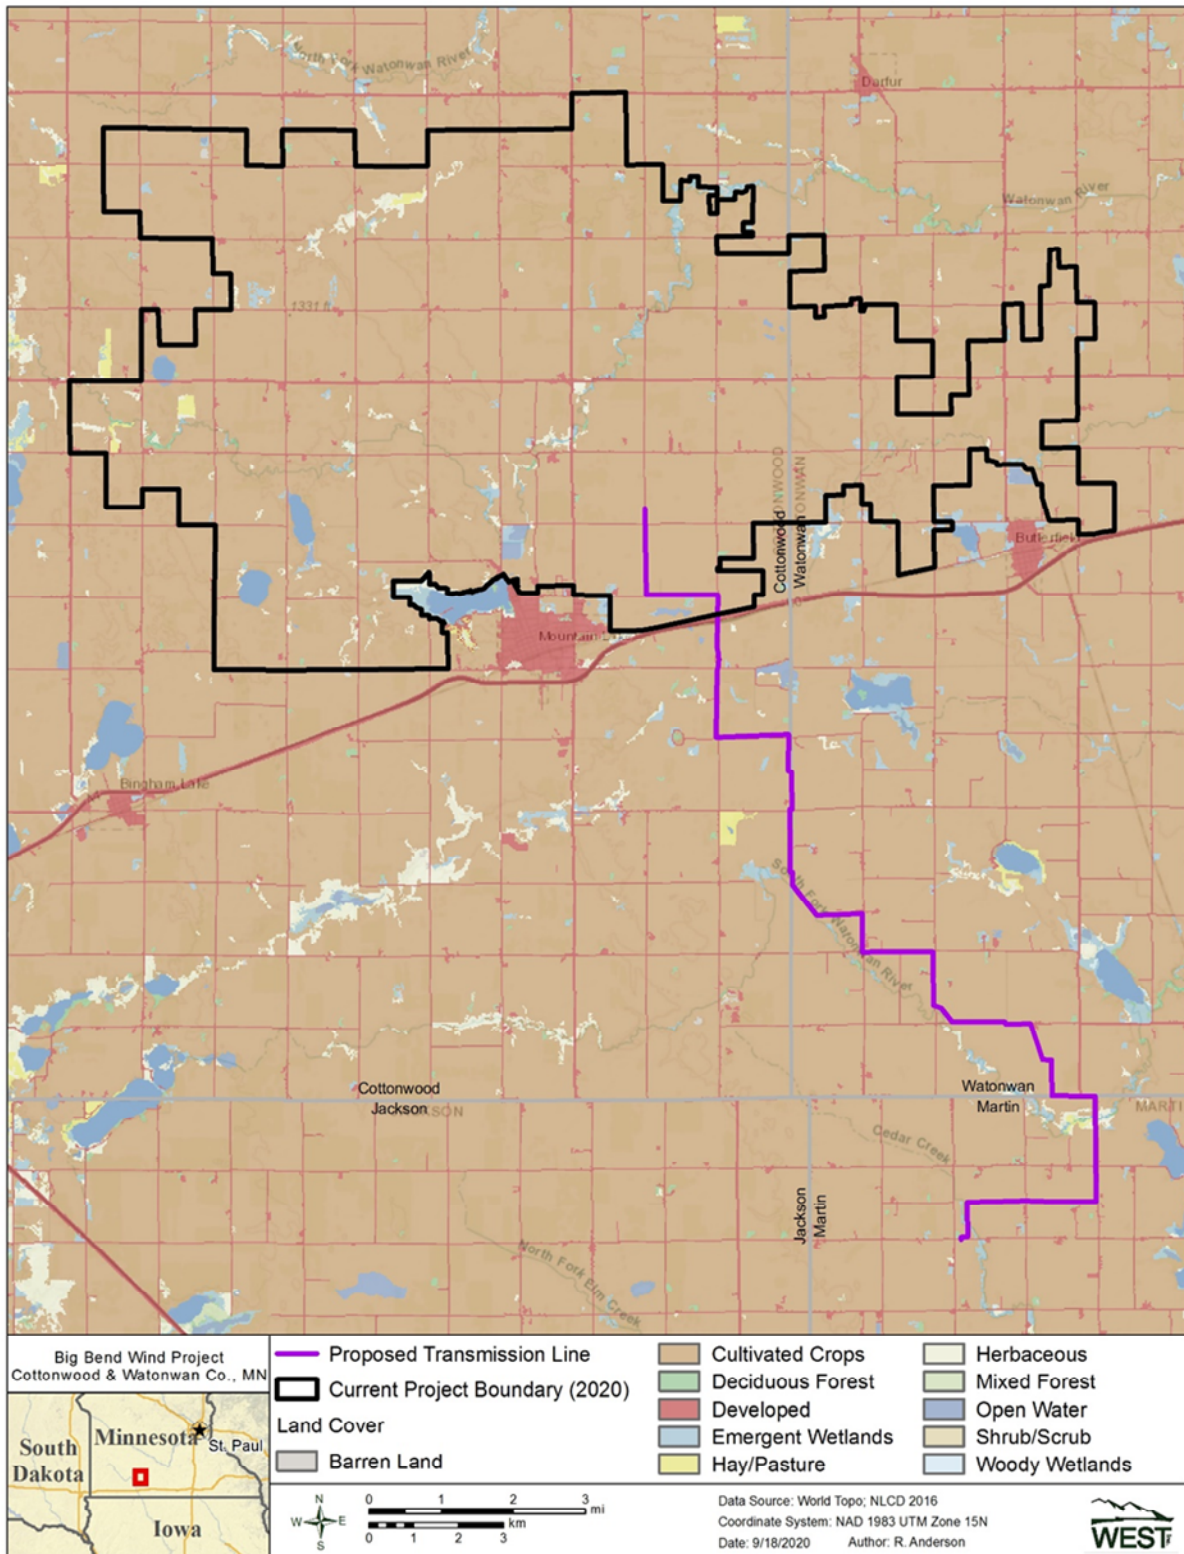 North Fork Watonwan River
Darfur
Watonwan River
1331 ft
COTTONWOOD
WATONWAN
Cottonwood
Watonwan
Butterfield
Mountain
Bingham Lake
South Fork Watonwan River
Cottonwood
Jackson
Watonwan
Martin
Cedar Creek
Jackson
Martin
North Fork Elm Creek
Big Bend Wind Project
Cottonwood & Watonwan Co., MN
South
Dakota
Minnesota
St. Paul
Iowa
Proposed Transmission Line
Current Project Boundary (2020)
Land Cover
Barren Land
Cultivated Crops
Deciduous Forest
Developed
Emergent Wetlands
Hay/Pasture
Herbaceous
Mixed Forest
Open Water
Shrub/Scrub
Woody Wetlands
N
W E
S
0 1 2 3
mi
km
0 1 2 3
Data Source: World Topo; NLCD 2016
Coordinate System: NAD 1983 UTM Zone 15N
Date: 9/18/2020 Author: R. Anderson
WEST